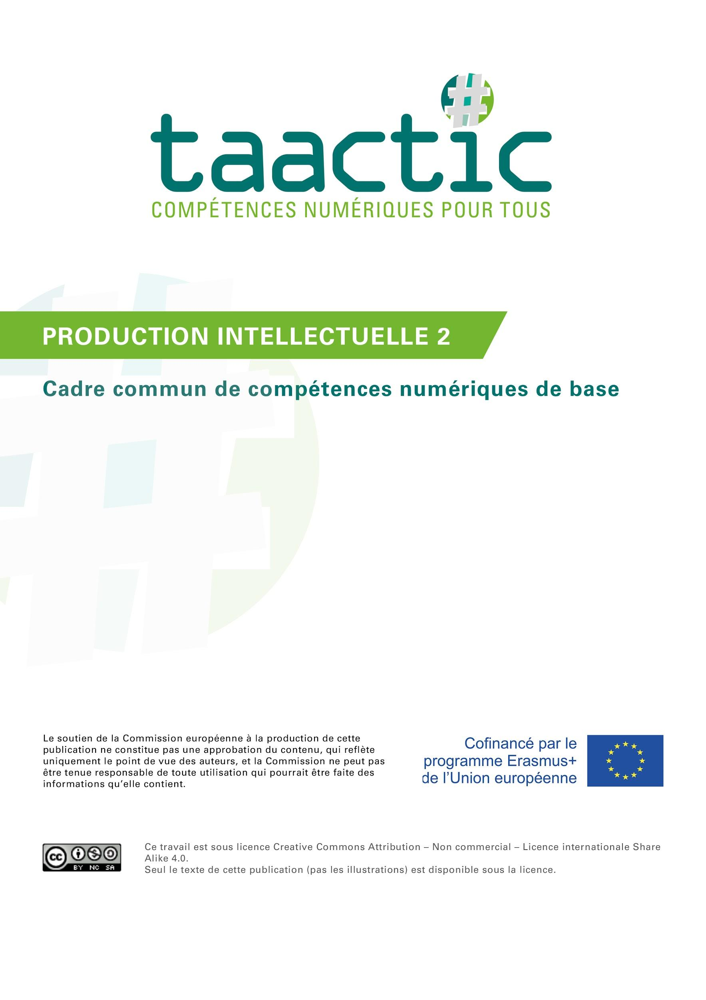 taactic
COMPÉTENCES NUMÉRIQUES POUR TOUS
PRODUCTION INTELLECTUELLE 2
Cadre commun de compétences numériques de base
Le soutien de la Commission européenne à la production de cette
publication ne constitue pas une approbation du contenu, qui reflète
uniquement le point de vue des auteurs, et la Commission ne peut pas
être tenue responsable de toute utilisation qui pourrait être faite des
informations qu’elle contient.
Cofinancé par le
programme Erasmus+
de l’Union européenne
cc
BY NC SA
Ce travail est sous licence Creative Commons Attribution – Non commercial – Licence internationale Share
Alike 4.0.
Seul le texte de cette publication (pas les illustrations) est disponible sous la licence.